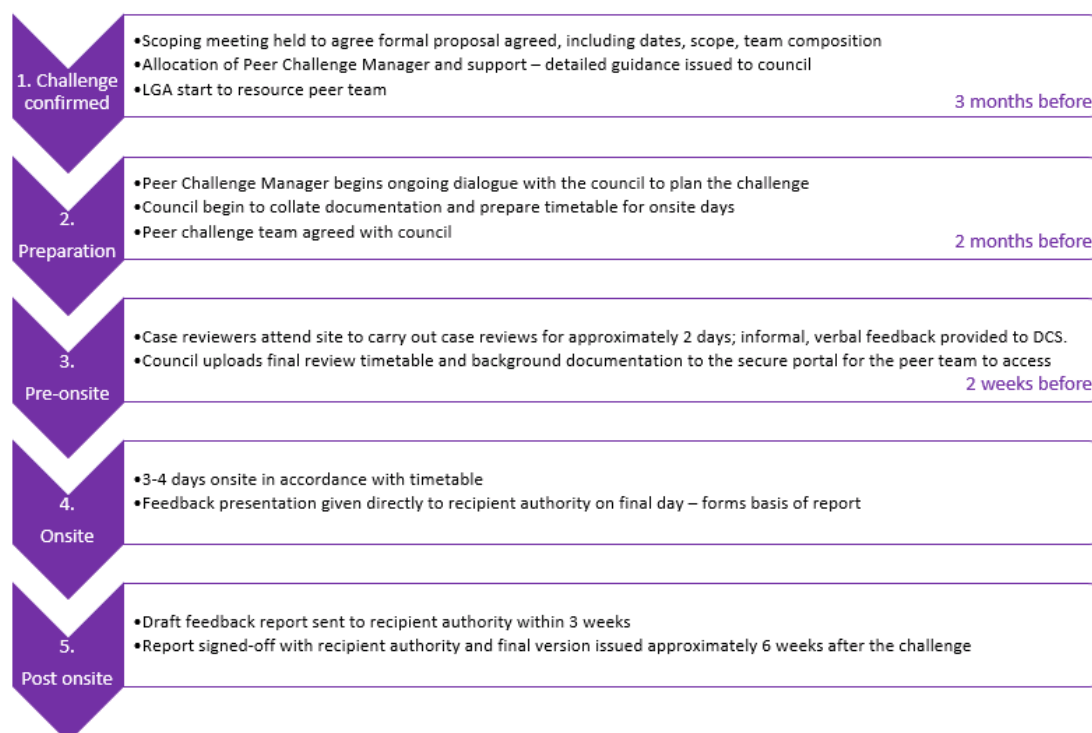 1. Challenge
confirmed
•Scoping meeting held to agree formal proposal agreed, including dates, scope, team composition
•Allocation of Peer Challenge Manager and support – detailed guidance issued to council
•LGA start to resource peer team
3 months before
2.
Preparation
•Peer Challenge Manager begins ongoing dialogue with the council to plan the challenge
•Council begin to collate documentation and prepare timetable for onsite days
•Peer challenge team agreed with council
2 months before
3.
Pre-onsite
•Case reviewers attend site to carry out case reviews for approximately 2 days; informal, verbal feedback provided to DCS.
•Council uploads final review timetable and background documentation to the secure portal for the peer team to access
2 weeks before
4.
Onsite
•3-4 days onsite in accordance with timetable
•Feedback presentation given directly to recipient authority on final day – forms basis of report
5.
Post onsite
•Draft feedback report sent to recipient authority within 3 weeks
•Report signed-off with recipient authority and final version issued approximately 6 weeks after the challenge